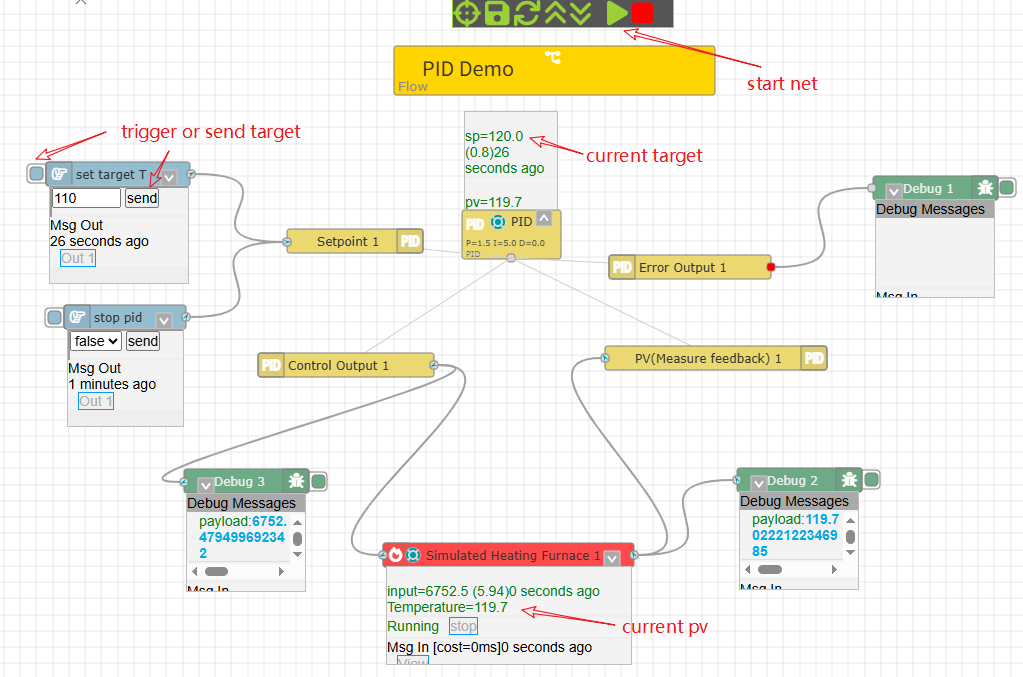 PID Demo
Flow
start net
trigger or send target
set target T
110
send
Msg Out
26 seconds ago
Out 1
sp=120.0
(0.8)26
seconds ago
pv=119.7
current target
PID
PID
P=1.5 I=5.0 D=0.0
PID
Debug 1
Debug Messages
Msg In
Setpoint 1
PID
PID
Error Output 1
stop pid
false
send
Msg Out
1 minutes ago
Out 1
PID
Control Output 1
PV(Measure feedback) 1
PID
Debug 3
Debug Messages
payload:6752.
47949969234
2
Msg In
Debug 2
Debug Messages
payload:119.7
02221223469
85
Msg In
Simulated Heating Furnace 1
input=6752.5 (5.94)0 seconds ago
Temperature=119.7
Running
stop
current pv
Msg In [cost=0ms]0 seconds ago
View